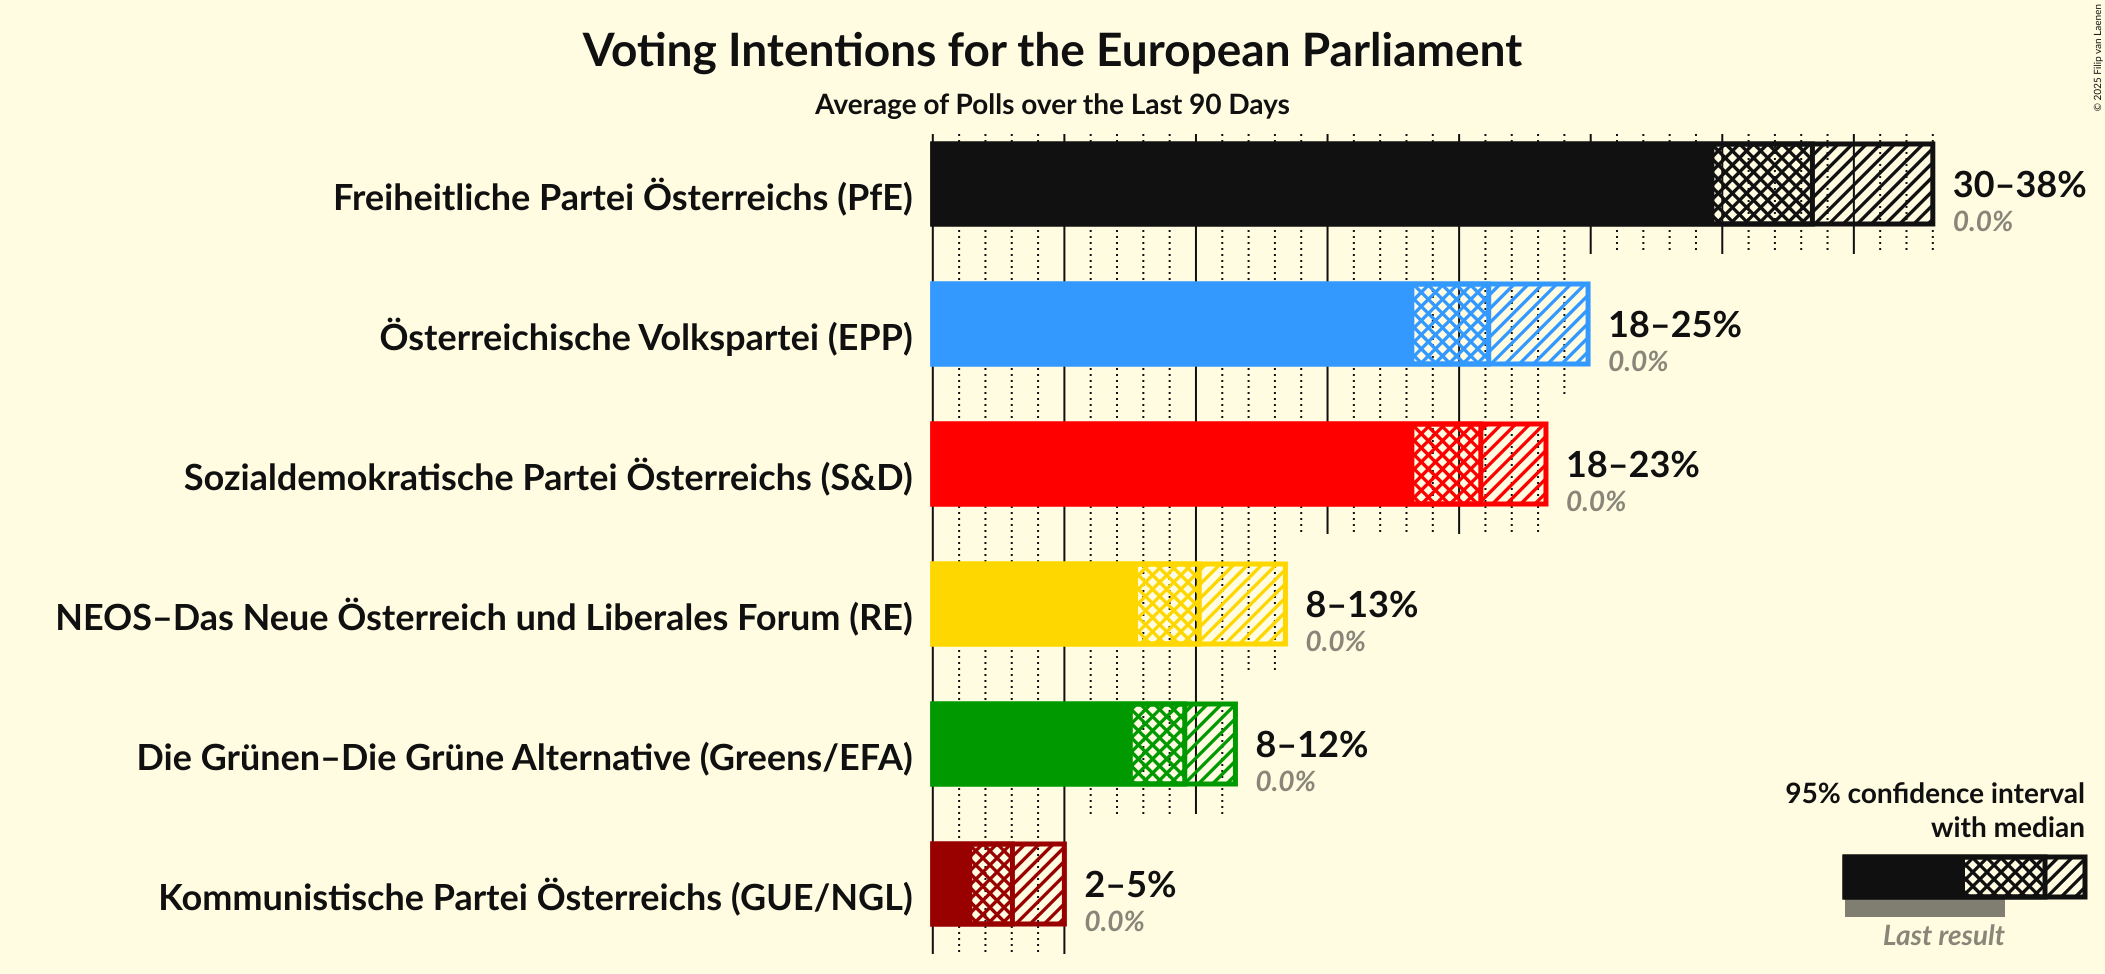 Voting Intentions for the European Parliament
Average of Polls over the Last 90 Days
© 2025 Filip van Laenen
Freiheitliche Partei Österreichs (PfE)
30–38%
0.0%
Österreichische Volkspartei (EPP)
18–25%
0.0%
Sozialdemokratische Partei Österreichs (S&D)
18–23%
0.0%
NEOS–Das Neue Österreich und Liberales Forum (RE)
8–13%
0.0%
Die Grünen–Die Grüne Alternative (Greens/EFA)
8–12%
0.0%
Kommunistische Partei Österreichs (GUE/NGL)
2–5%
0.0%
95% confidence interval
with median
Last result